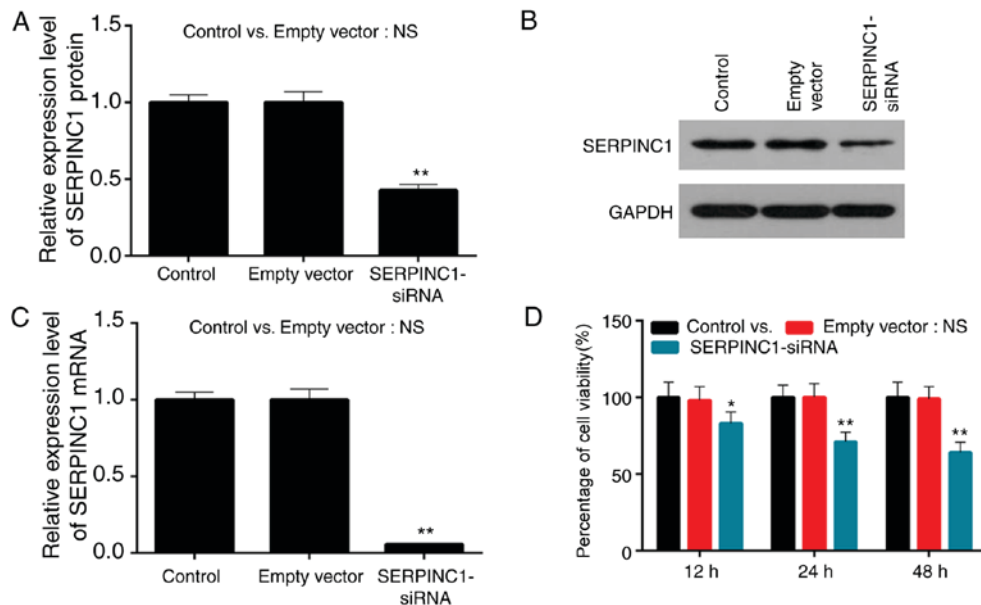 A
Control vs. Empty vector : NS
Relative expression level
of SERPINC1 protein
1.5
1.0
0.5
0.0
**
Control
Empty vector
SERPINC1-
siRNA
B
Control
Empty
vector
SERPINC1-
siRNA
SERPINC1
GAPDH
C
Control vs. Empty vector : NS
Relative expression level
of SERPINC1 mRNA
1.5
1.0
0.5
0.0
**
Control
Empty vector
SERPINC1-
siRNA
D
Control vs.
Empty vector : NS
SERPINC1-siRNA
Percentage of cell viability(%)
150
100
50
0
*
**
**
12 h
24 h
48 h